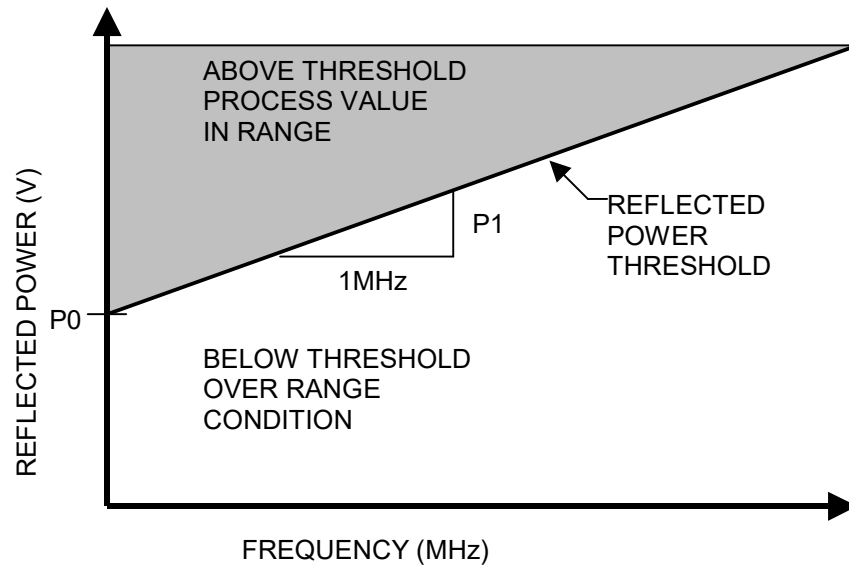 ABOVE THRESHOLD
PROCESS VALUE
IN RANGE
REFLECTED POWER (V)
P1
REFLECTED
POWER
THRESHOLD
1MHz
P0
BELOW THRESHOLD
OVER RANGE
CONDITION
FREQUENCY (MHz)